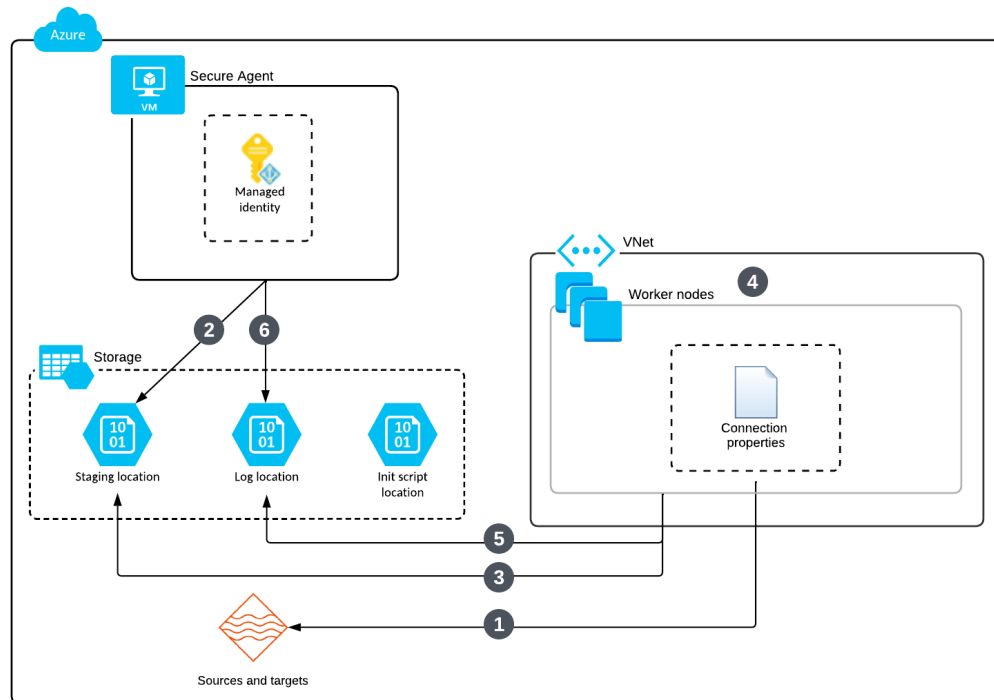 Azure
Secure Agent
VM
Managed
identity
VNet
4
Worker nodes
2
6
Storage
Connection
properties
10
01
10
01
10
01
Staging location
Log location
Init script
location
5
3
1
Sources and targets